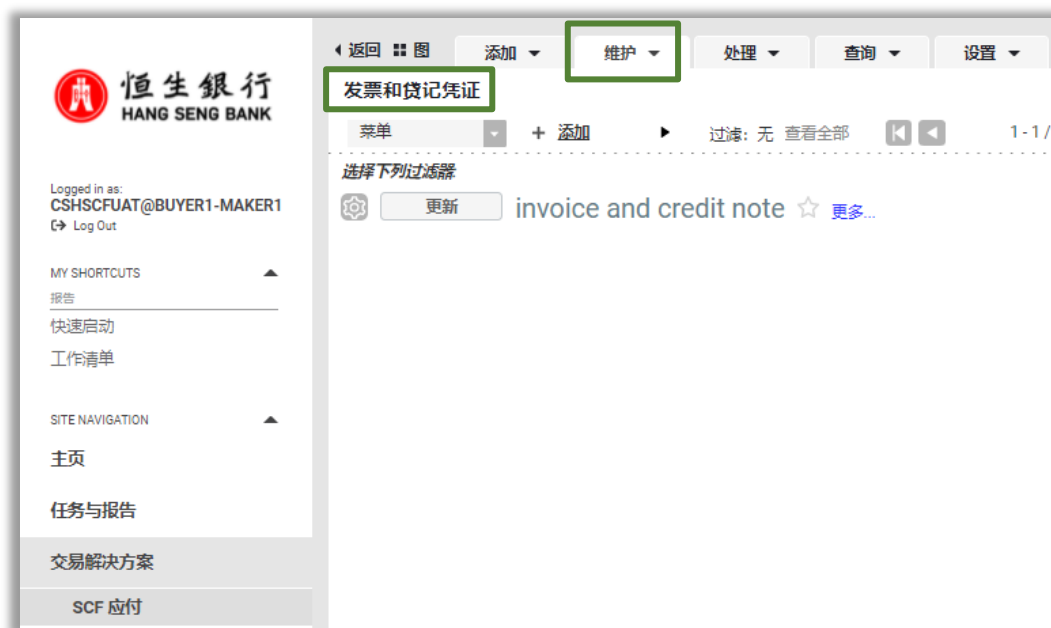 返回 图 添加 维护 处理 查询 设置
恒生銀行
HANG SENG BANK
发票和贷记凭证
菜单 + 添加 过滤: 无 查看全部 1-1/
选择下列过滤器
更新 invoice and credit note 更多...
Logged in as:
CSHSCFUAT@BUYER1-MAKER1
Log Out
MY SHORTCUTS
报告
快速启动
工作清单
SITE NAVIGATION
主页
任务与报告
交易解决方案
SCF 应付